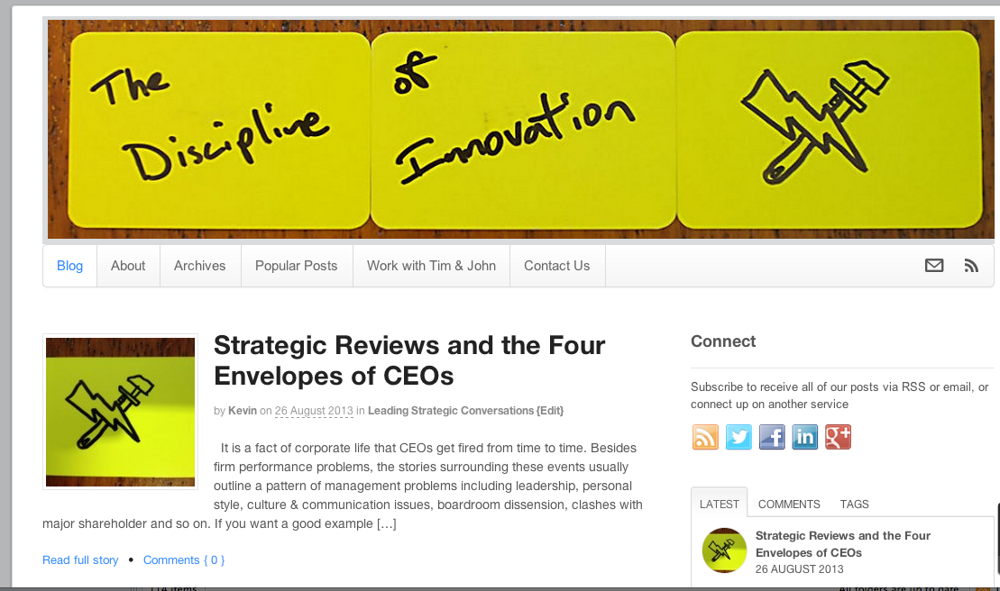 The
Discipline
of
Innovation
Blog
About
Archives
Popular Posts
Work with Tim & John
Contact Us
Strategic Reviews and the Four
Envelopes of CEOs
by Kevin on 26 August 2013 in Leading Strategic Conversations {Edit}
It is a fact of corporate life that CEOs get fired from time to time. Besides
firm performance problems, the stories surrounding these events usually
outline a pattern of management problems including leadership, personal
style, culture & communication issues, boardroom dissension, clashes with
major shareholder and so on. If you want a good example […]
Read full story • Comments { 0 }
Connect
Subscribe to receive all of our posts via RSS or email, or
connect up on another service
LATEST
COMMENTS
TAGS
Strategic Reviews and the Four
Envelopes of CEOs
26 AUGUST 2013